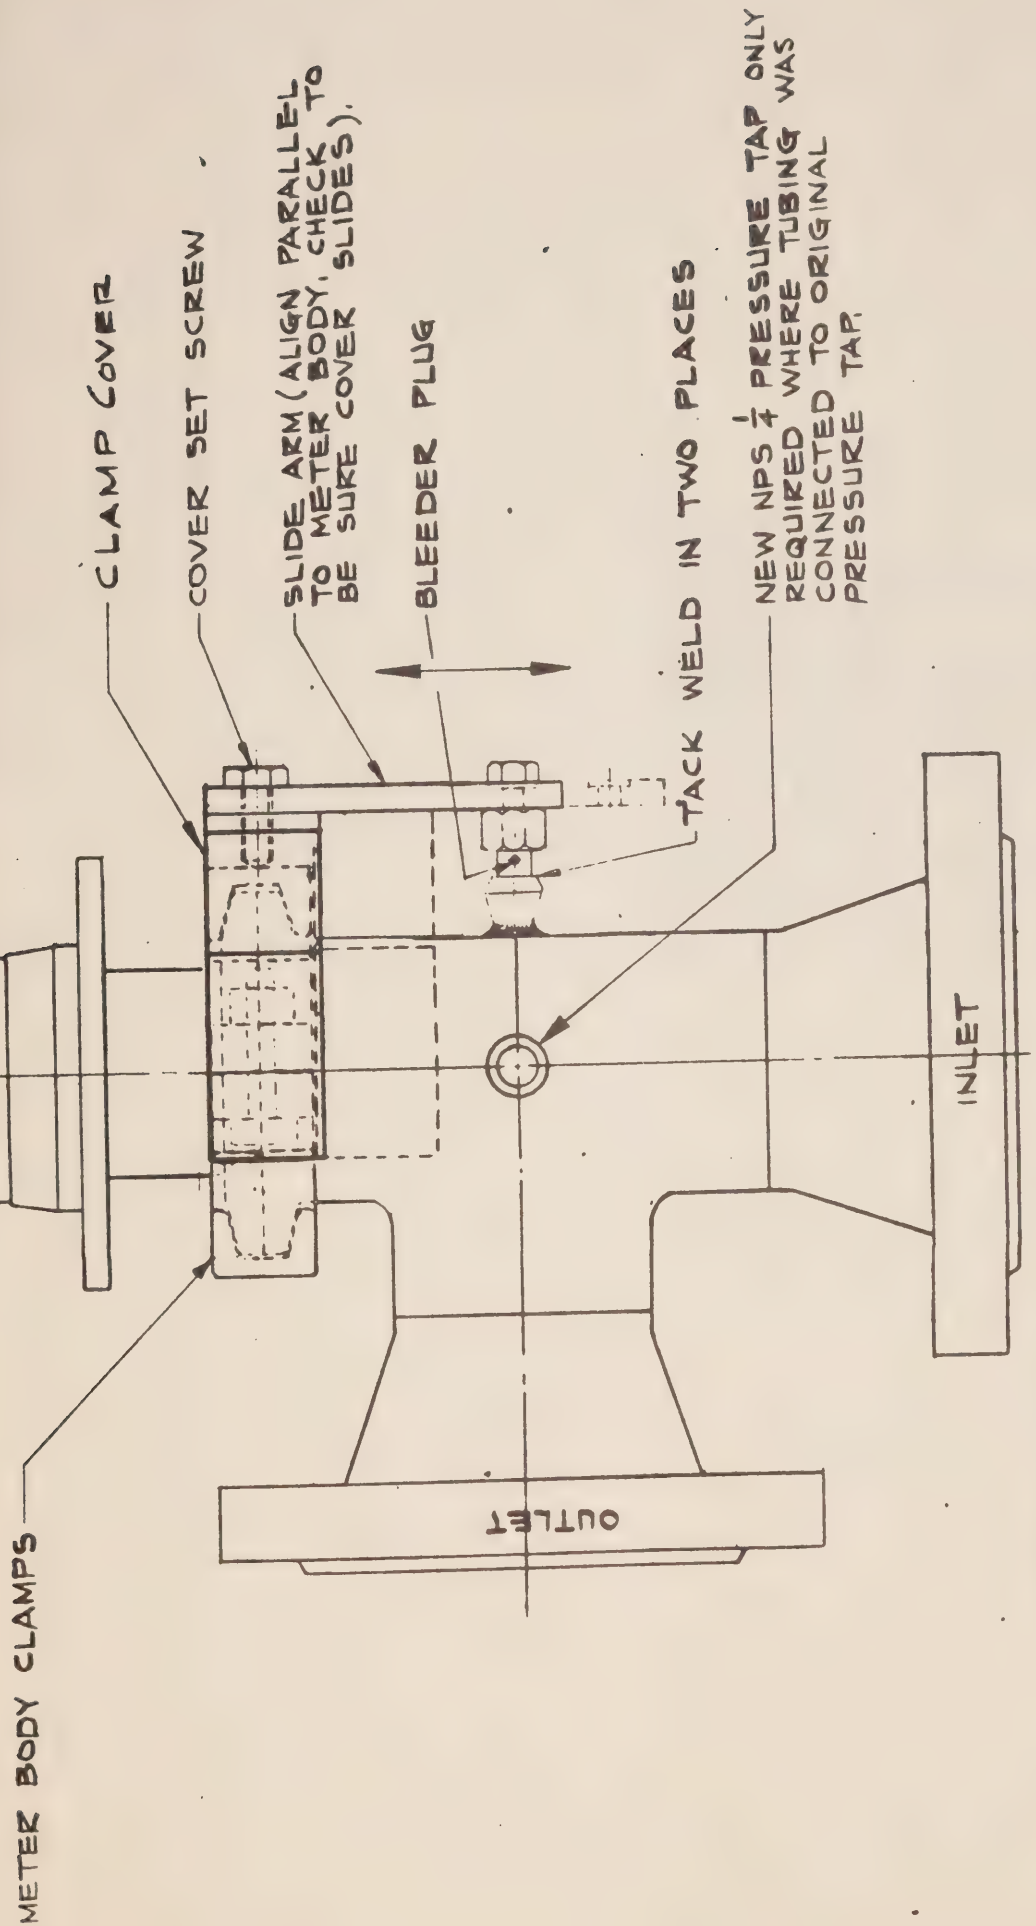 METER BODY CLAMPS
CLAMP COVER
COVER SET SCREW
SLIDE ARM (ALIGN PARALLEL
TO METER BODY, CHECK TO
BE SURE COVER SLIDES).
BLEEDER PLUG
TACK WELD IN TWO PLACES
NEW NPS 1/4 PRESSURE TAP ONLY
REQUIRED WHERE TUBING WAS
CONNECTED TO ORIGINAL
PRESSURE TAP.
OUTLET
INLET